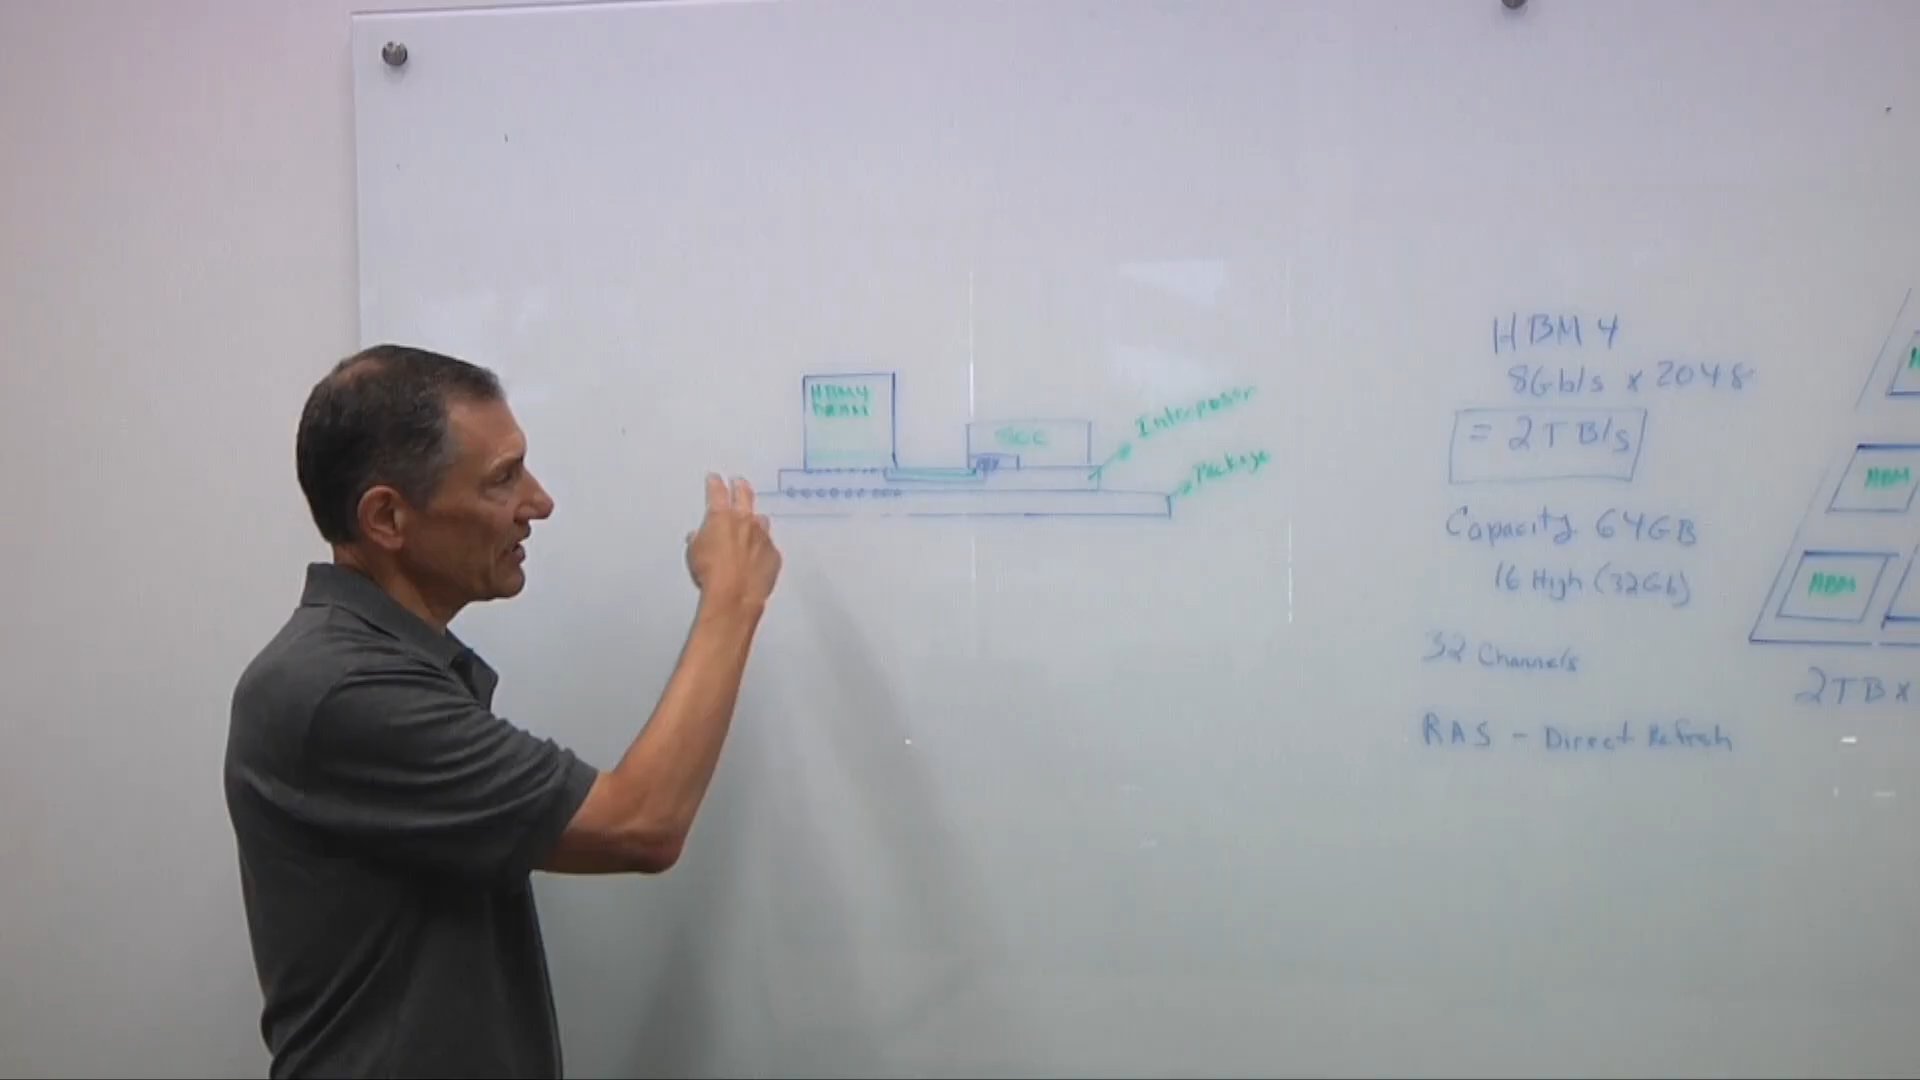 HBM4
DRAM
SOC
PHY
Interposer
Package
HBM4
8Gb/s x 2048
= 2TB/s
Capacity 64GB
16 High (32Gb)
32 Channels
RAS - Direct Refresh
HBM
HBM
2TB x